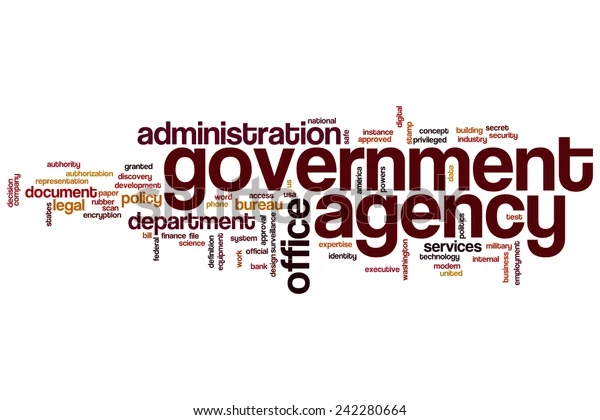 national
digital
stamp
administration
safe
instance
approved
concept
privileged
building
industry
secret
security
government
agency
authority
granted
authorization
discovery
representation
development
decision
company
document
paper
policy
word
phone
usa
access
us
bureau
america
powers
data
legal
rubber
scan
states
encryption
department
office
approval
surveillance
design
politics
test
bill
finance
file
science
federal
definition
equipment
system
work
official
bank
expertise
identity
services
military
technology
internal
business
employment
executive
washington
modern
united
shutterstock.com · 242280664